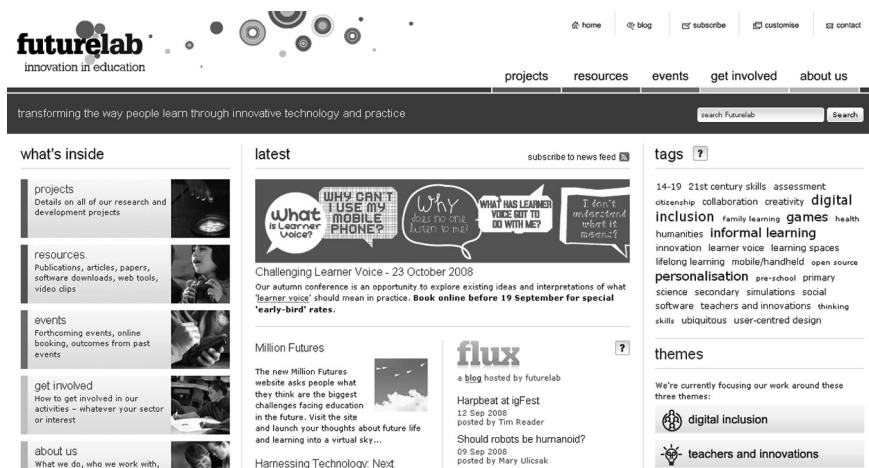 futurelab
innovation in education
home
blog
subscribe
customise
contact
projects
resources
events
get involved
about us
transforming the way people learn through innovative technology and practice
search Futurelab
Search
what's inside
projects
Details on all of our research and
development projects
resources
Publications, articles, papers,
software downloads, web tools,
video clips
events
Forthcoming events, online
booking, outcomes from past
events
get involved
How to get involved in our
activities – whatever your sector
or interest
about us
What we do, who we work with,
latest
subscribe to news feed
What
is Learner
Voice?
WHY CAN'T
I USE MY
MOBILE
PHONE?
Why
does no one
listen to me?
WHAT HAS LEARNER
VOICE GOT TO
DO WITH ME?
I don't
understand
what it
means?
Challenging Learner Voice - 23 October 2008
Our autumn conference is an opportunity to explore existing ideas and interpretations of what
'learner voice' should mean in practice. Book online before 19 September for special
'early-bird' rates.
Million Futures
The new Million Futures
website asks people what
they think are the biggest
challenges facing education
in the future. Visit the site
and launch your thoughts about future life
and learning into a virtual sky...
Harnessing Technology: Next
flux
?
a blog hosted by futurelab
Harpbeat at igFest
12 Sep 2008
posted by Tim Reader
Should robots be humanoid?
09 Sep 2008
posted by Mary Ulicsak
tags ?
14-19 21st century skills assessment
citizenship collaboration creativity digital
inclusion family learning games health
humanities informal learning
innovation learner voice learning spaces
lifelong learning mobile/handheld open source
personalisation pre-school primary
science secondary simulations social
software teachers and innovations thinking
skills ubiquitous user-centred design
themes
We're currently focusing our work around these
three themes:
digital inclusion
teachers and innovations